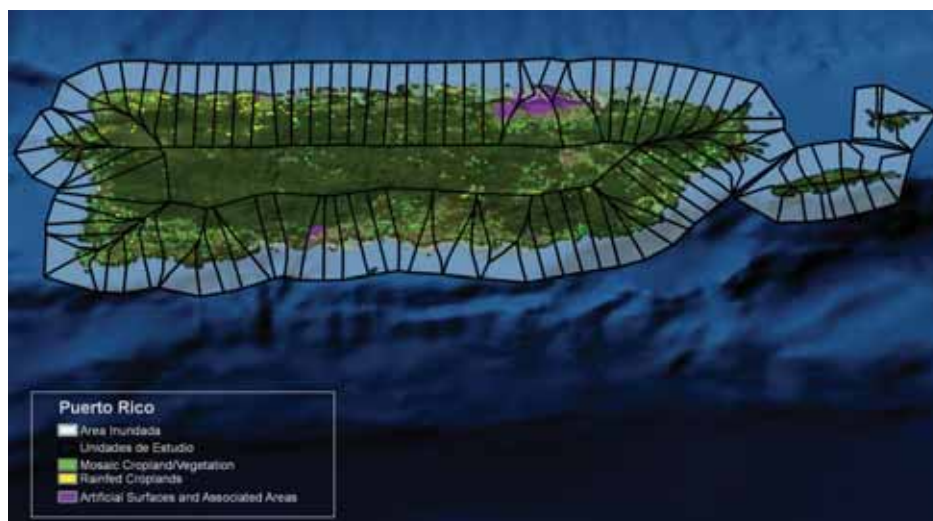 Puerto Rico
Area Inundada
Unidades de Estudio
Mosaic Cropland/Vegetation
Rainfed Croplands
Artificial Surfaces and Associated Areas